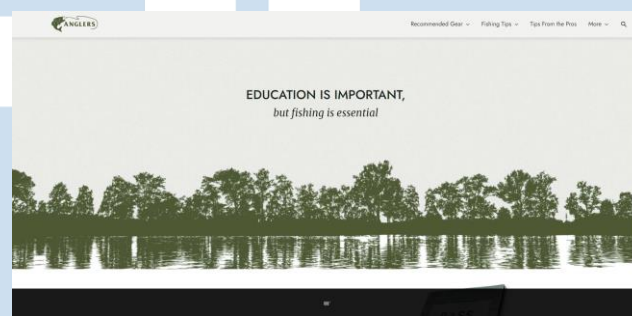 ANGLERS
Recommended Gear Fishing Tips Tips From the Pros More
EDUCATION IS IMPORTANT,
but fishing is essential